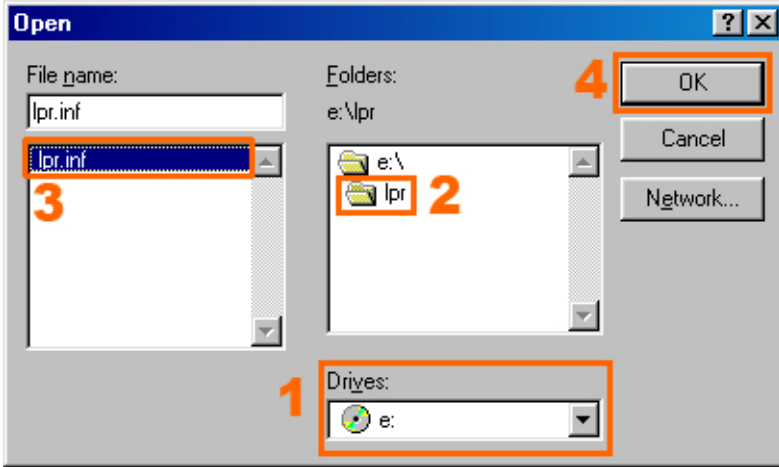 Open
File name:
lpr.inf
lpr.inf
3
Folders:
e:\lpr
e:\
lpr
2
1
Drives:
e:
4
OK
Cancel
Network...